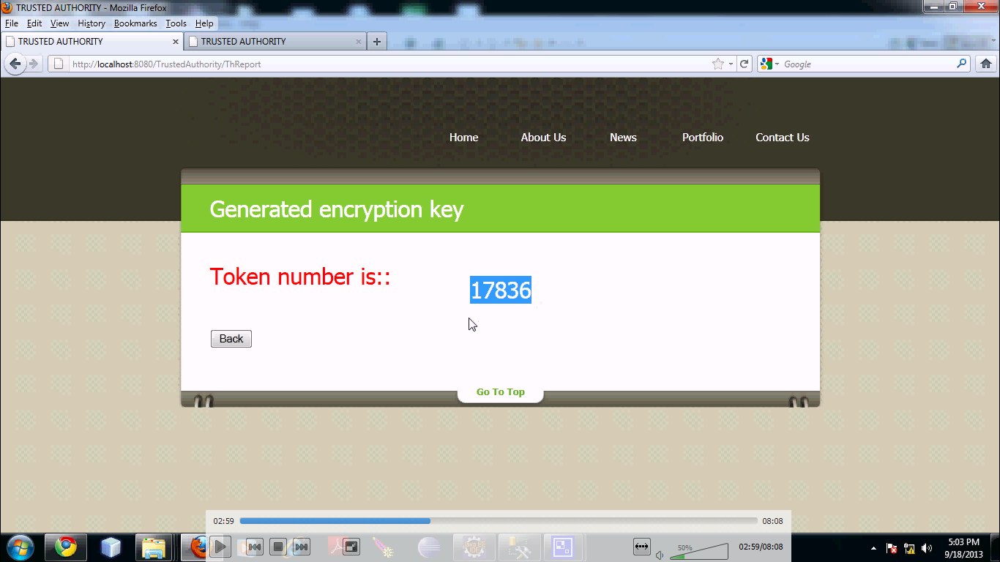 TRUSTED AUTHORITY - Mozilla Firefox
File Edit View History Bookmarks Tools Help
TRUSTED AUTHORITY × TRUSTED AUTHORITY × +
http://localhost:8080/TrustedAuthority/ThReport Google
Home About Us News Portfolio Contact Us
Generated encryption key
Token number is::
17836
Back
Go To Top
02:59 08:08
50% 02:59/08:08
5:03 PM
9/18/2013